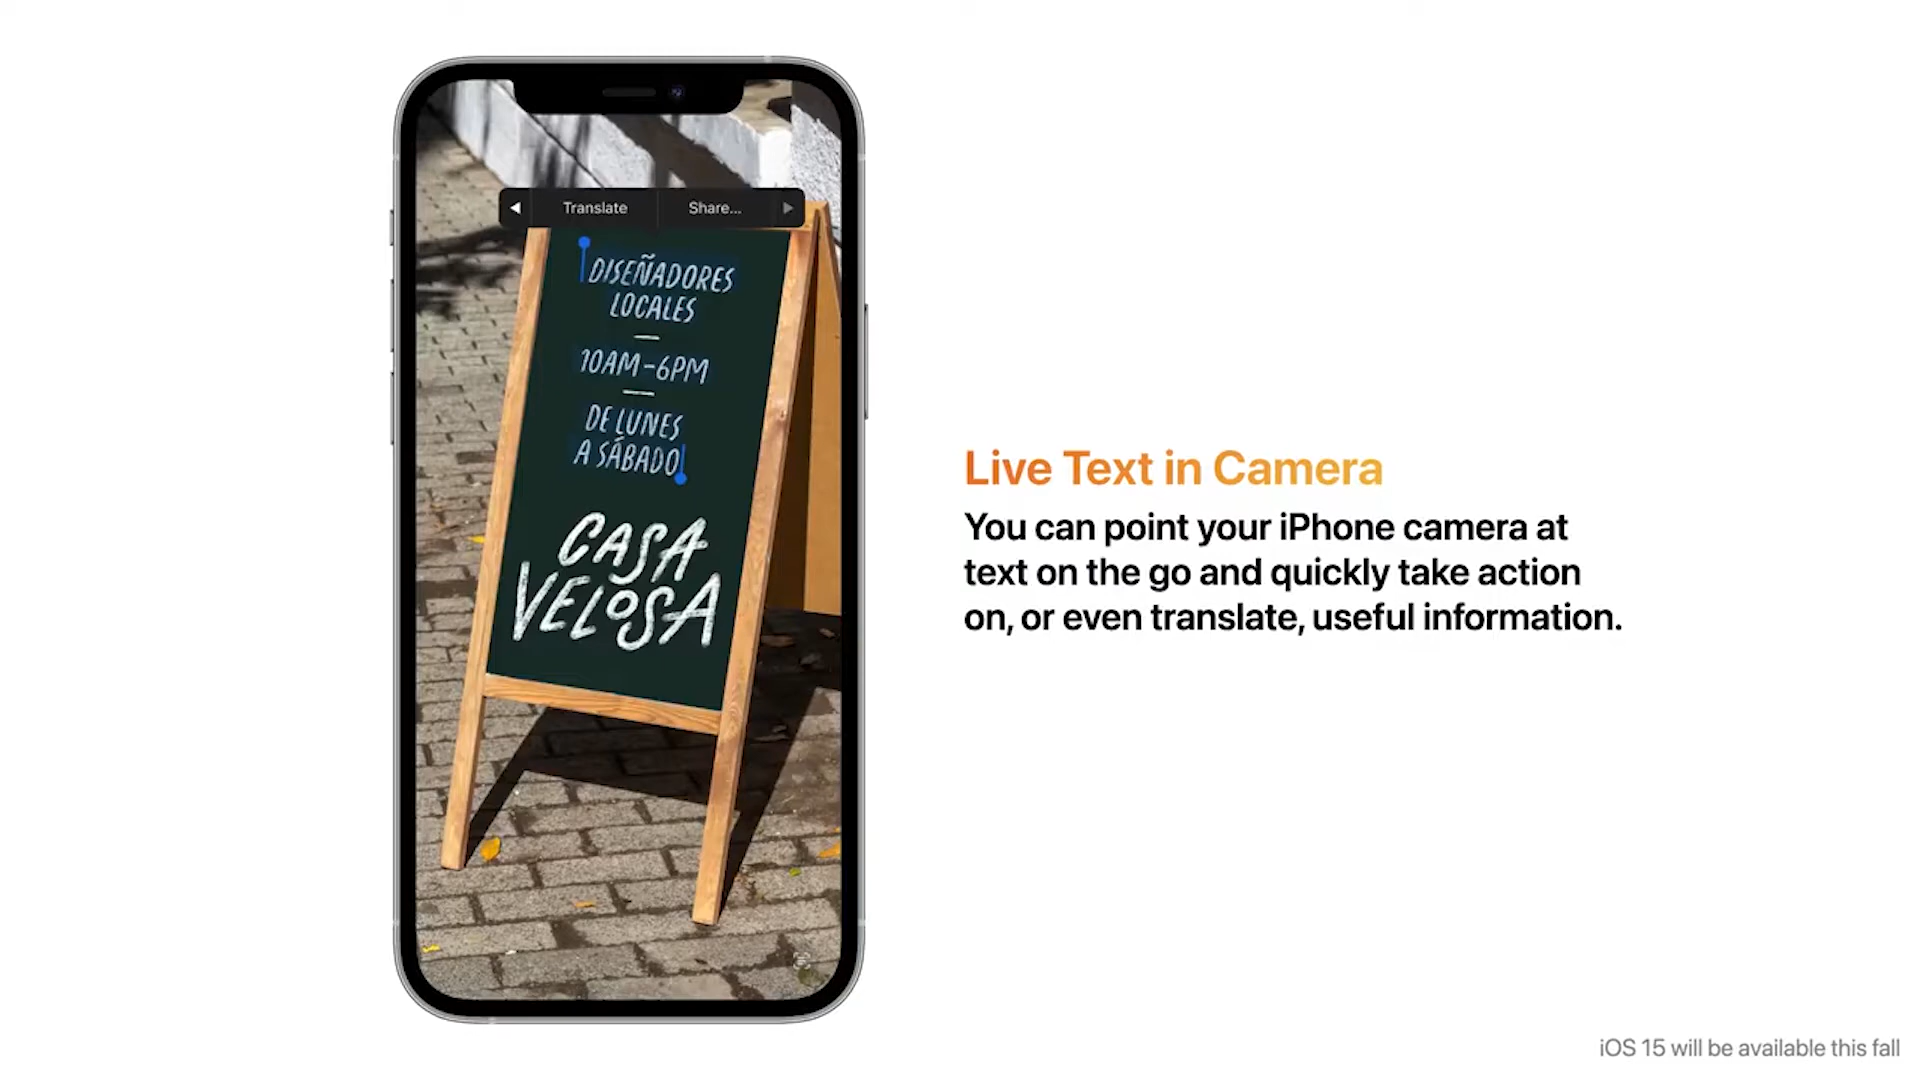 Translate
Share...
DISEÑADORES
LOCALES
10AM-6PM
DE LUNES
A SÁBADO
CASA
VELOSA
Live Text in Camera
You can point your iPhone camera at
text on the go and quickly take action
on, or even translate, useful information.
iOS 15 will be available this fall